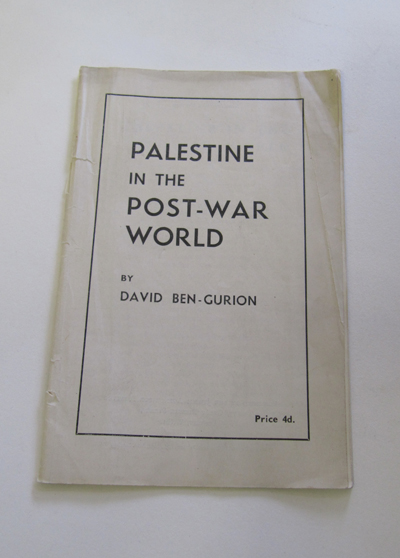 PALESTINE
IN THE
POST-WAR
WORLD
BY
DAVID BEN-GURION
Price 4d.